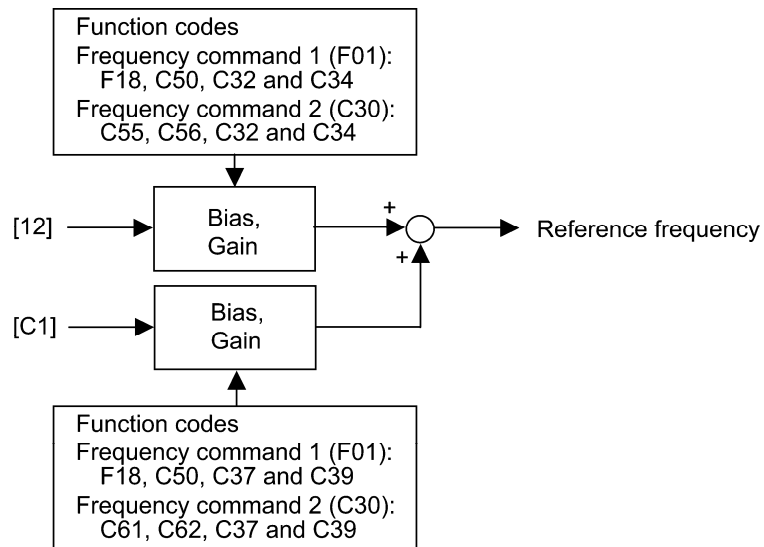 Function codes
Frequency command 1 (F01):
F18, C50, C32 and C34
Frequency command 2 (C30):
C55, C56, C32 and C34
[12]
Bias,
Gain
+
+
Reference frequency
[C1]
Bias,
Gain
Function codes
Frequency command 1 (F01):
F18, C50, C37 and C39
Frequency command 2 (C30):
C61, C62, C37 and C39